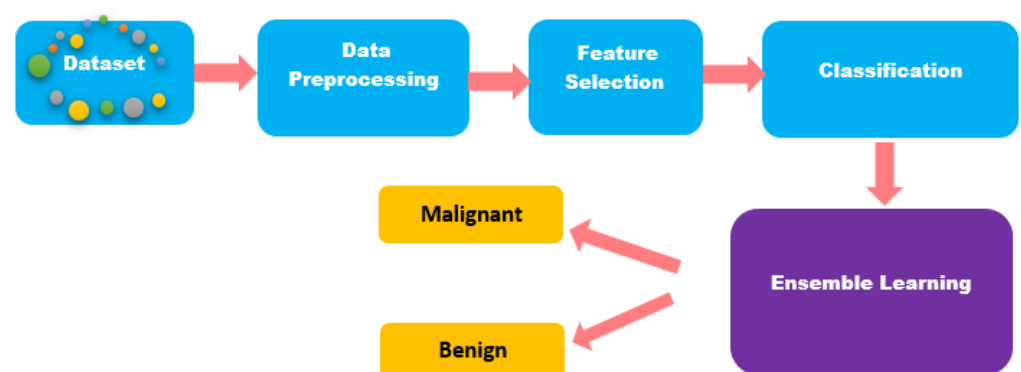 Dataset
Data
Preprocessing
Feature
Selection
Classification
Malignant
Ensemble Learning
Benign